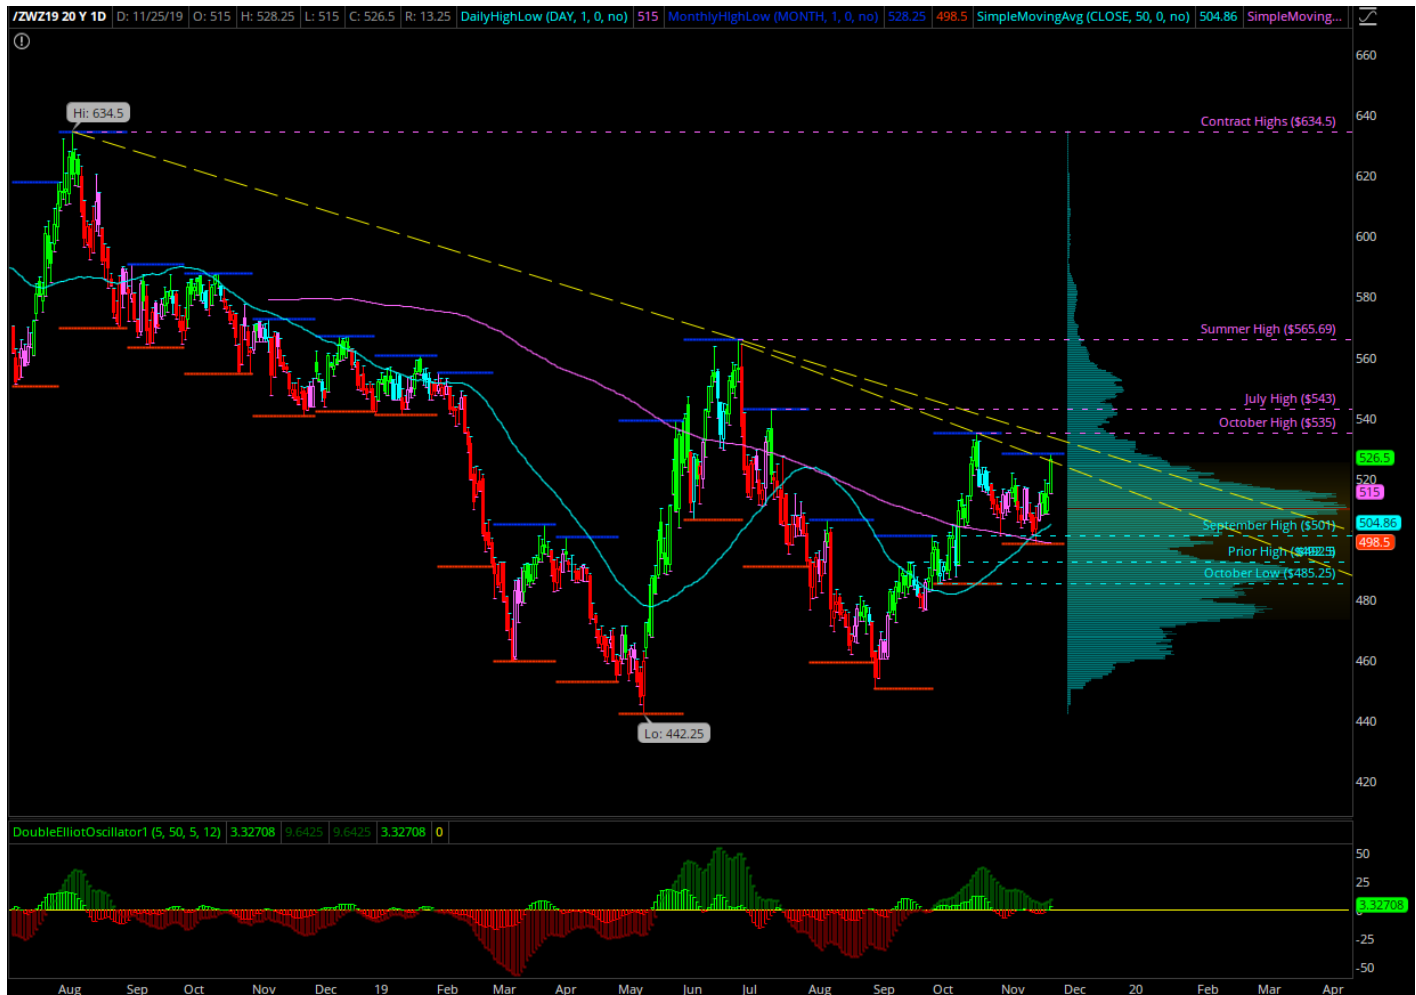 /ZWZ19 20 Y 1D D: 11/25/19 O: 515 H: 528.25 L: 515 C: 526.5 R: 13.25 DailyHighLow (DAY, 1, 0, no) 515 MonthlyHIghLow (MONTH, 1, 0, no) 528.25 498.5 SimpleMovingAvg (CLOSE, 50, 0, no) 504.86 SimpleMoving...
660
Hi: 634.5
640
Contract Highs ($634.5)
620
600
580
Summer High ($565.69)
560
July High ($543)
540
October High ($535)
526.5
520
515
September High ($501)
504.86
498.5
Prior High
October Low ($485.25)
480
460
Lo: 442.25
440
420
DoubleElliotOscillator1 (5, 50, 5, 12) 3.32708 9.6425 9.6425 3.32708 0
50
25
3.32708
-25
-50
Aug Sep Oct Nov Dec 19 Feb Mar Apr May Jun Jul Aug Sep Oct Nov Dec 20 Feb Mar Apr